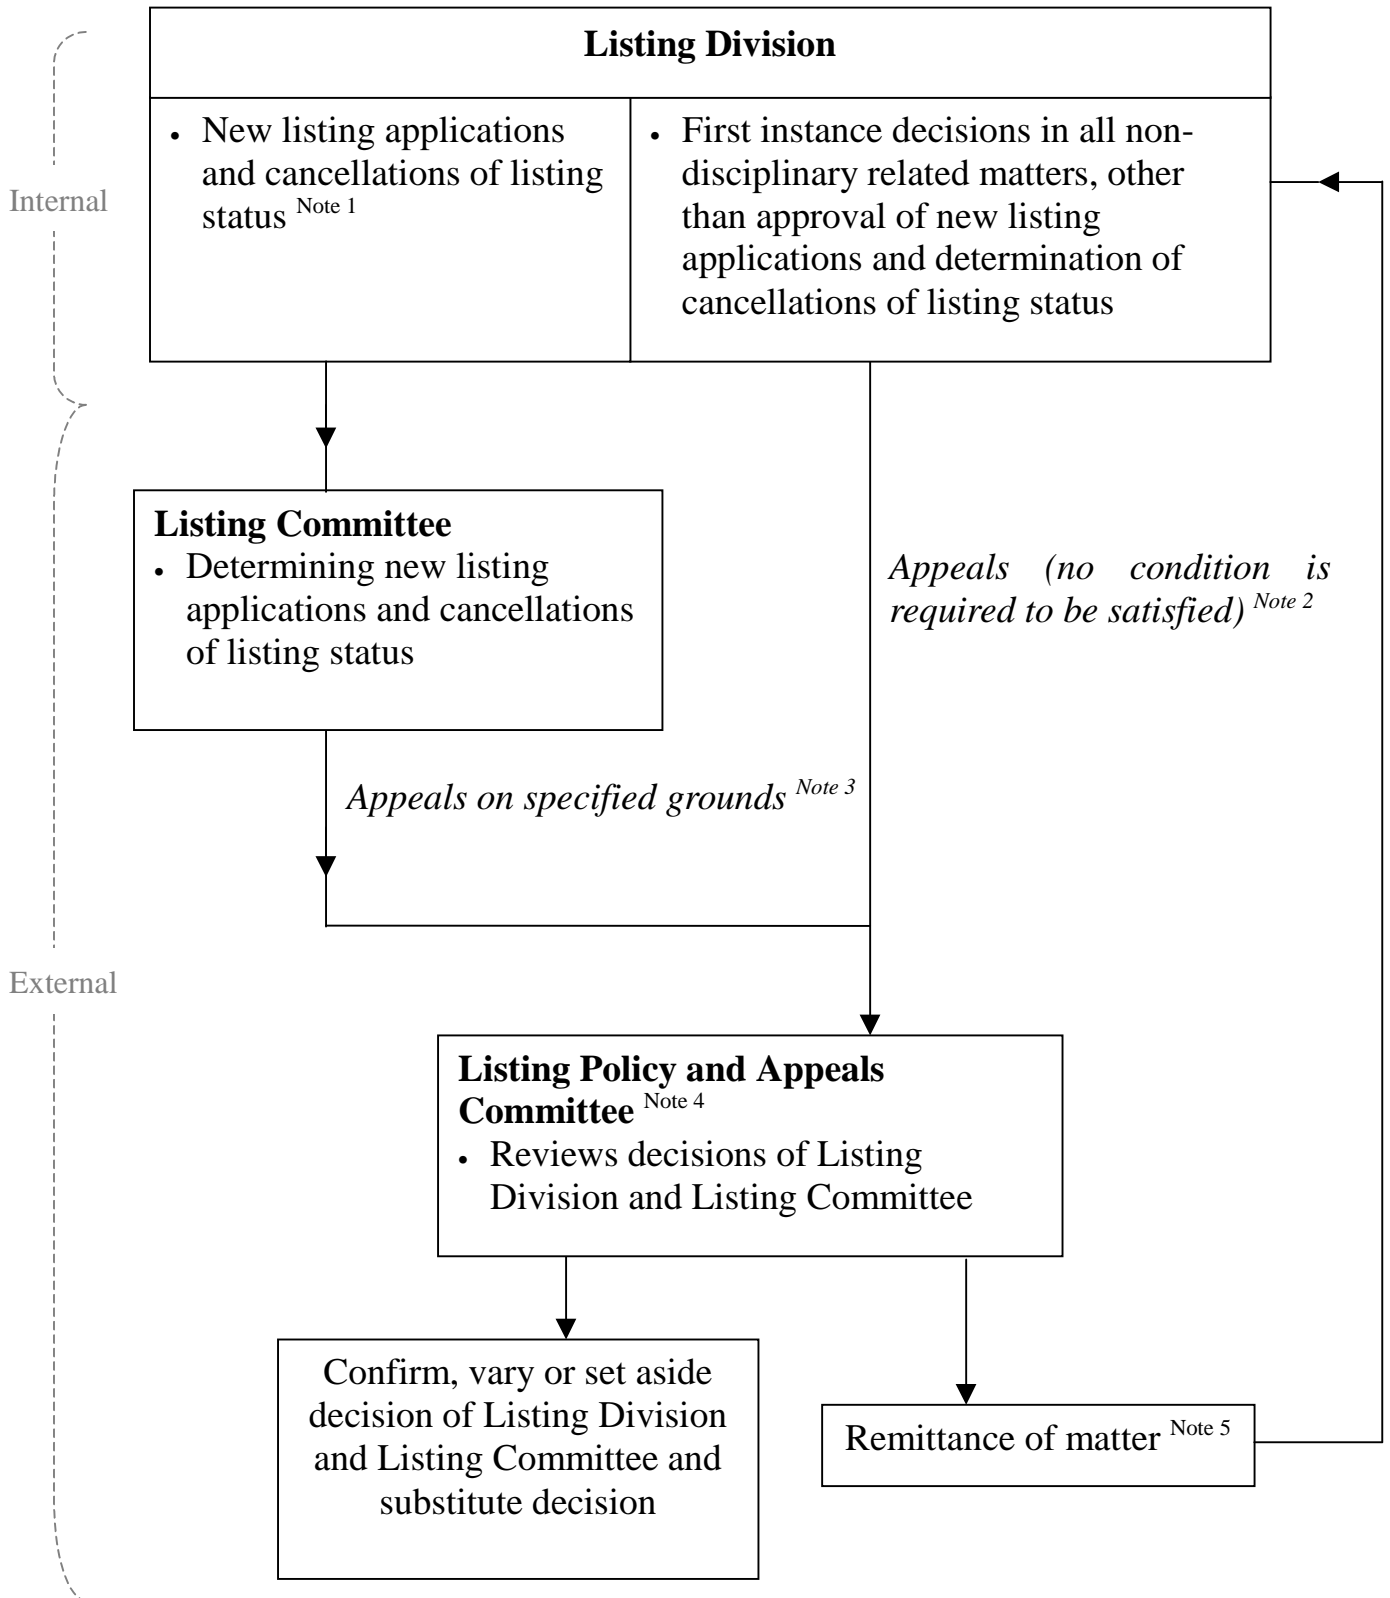 Listing Division
• New listing applications
and cancellations of listing
status Note 1
• First instance decisions in all non-
disciplinary related matters, other
than approval of new listing
applications and determination of
cancellations of listing status
Internal
Listing Committee
• Determining new listing
applications and cancellations
of listing status
Appeals (no condition is
required to be satisfied) Note 2
Appeals on specified grounds Note 3
External
Listing Policy and Appeals
Committee Note 4
• Reviews decisions of Listing
Division and Listing Committee
Confirm, vary or set aside
decision of Listing Division
and Listing Committee and
substitute decision
Remittance of matter Note 5